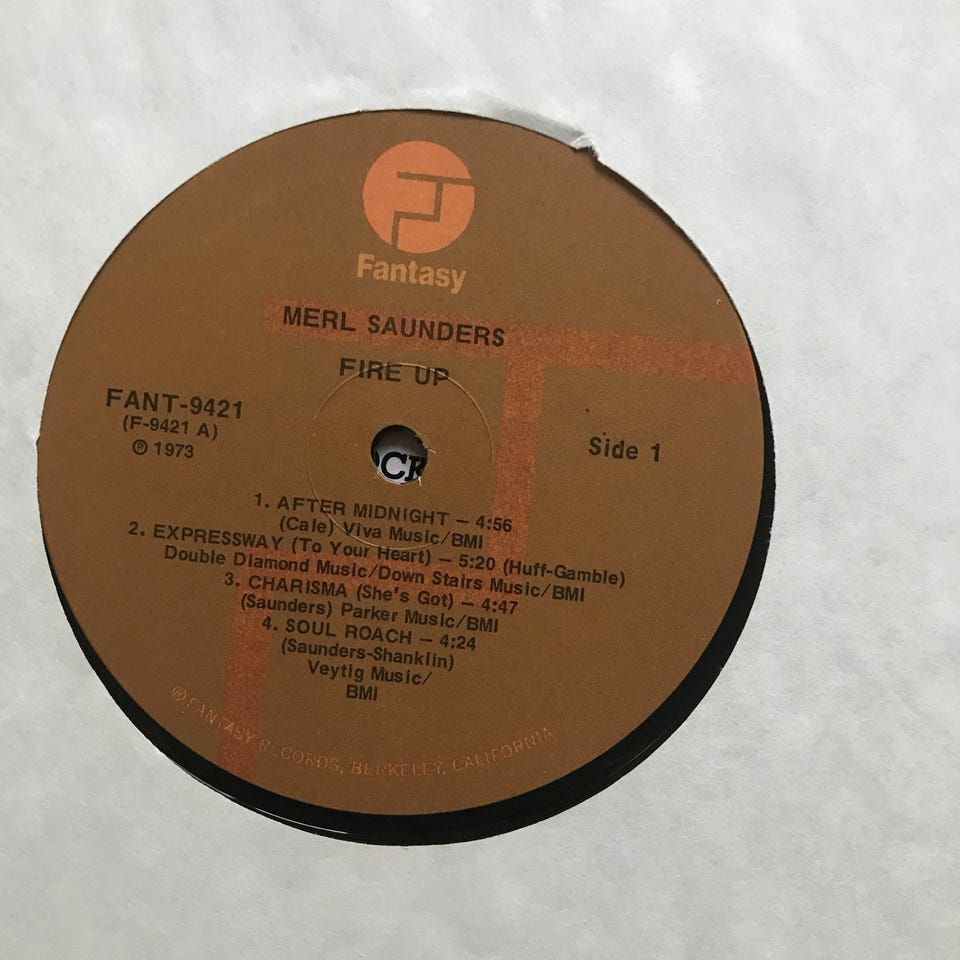 Fantasy
MERL SAUNDERS
FIRE UP
FANT-9421
(F-9421 A)
℗ 1973
Side 1
1. AFTER MIDNIGHT — 4:56
(Cale) Viva Music/BMI
2. EXPRESSWAY (To Your Heart) — 5:20 (Huff-Gamble)
Double Diamond Music/Down Stairs Music/BMI
3. CHARISMA (She's Got) — 4:47
(Saunders) Parker Music/BMI
4. SOUL ROACH — 4:24
(Saunders-Shanklin)
Veytig Music/
BMI
® FANTASY RECORDS, BERKELEY, CALIFORNIA